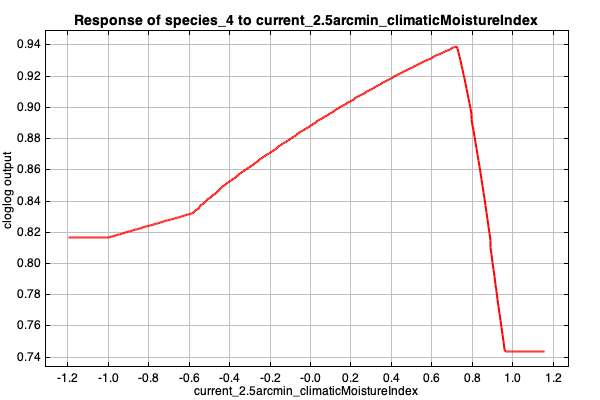 Response of species_4 to current_2.5arcmin_climaticMoistureIndex
0.94
0.92
0.90
0.88
0.86
0.84
0.82
0.80
0.78
0.76
0.74
cloglog output
-1.2 -1.0 -0.8 -0.6 -0.4 -0.2 -0.0 0.2 0.4 0.6 0.8 1.0 1.2
current_2.5arcmin_climaticMoistureIndex